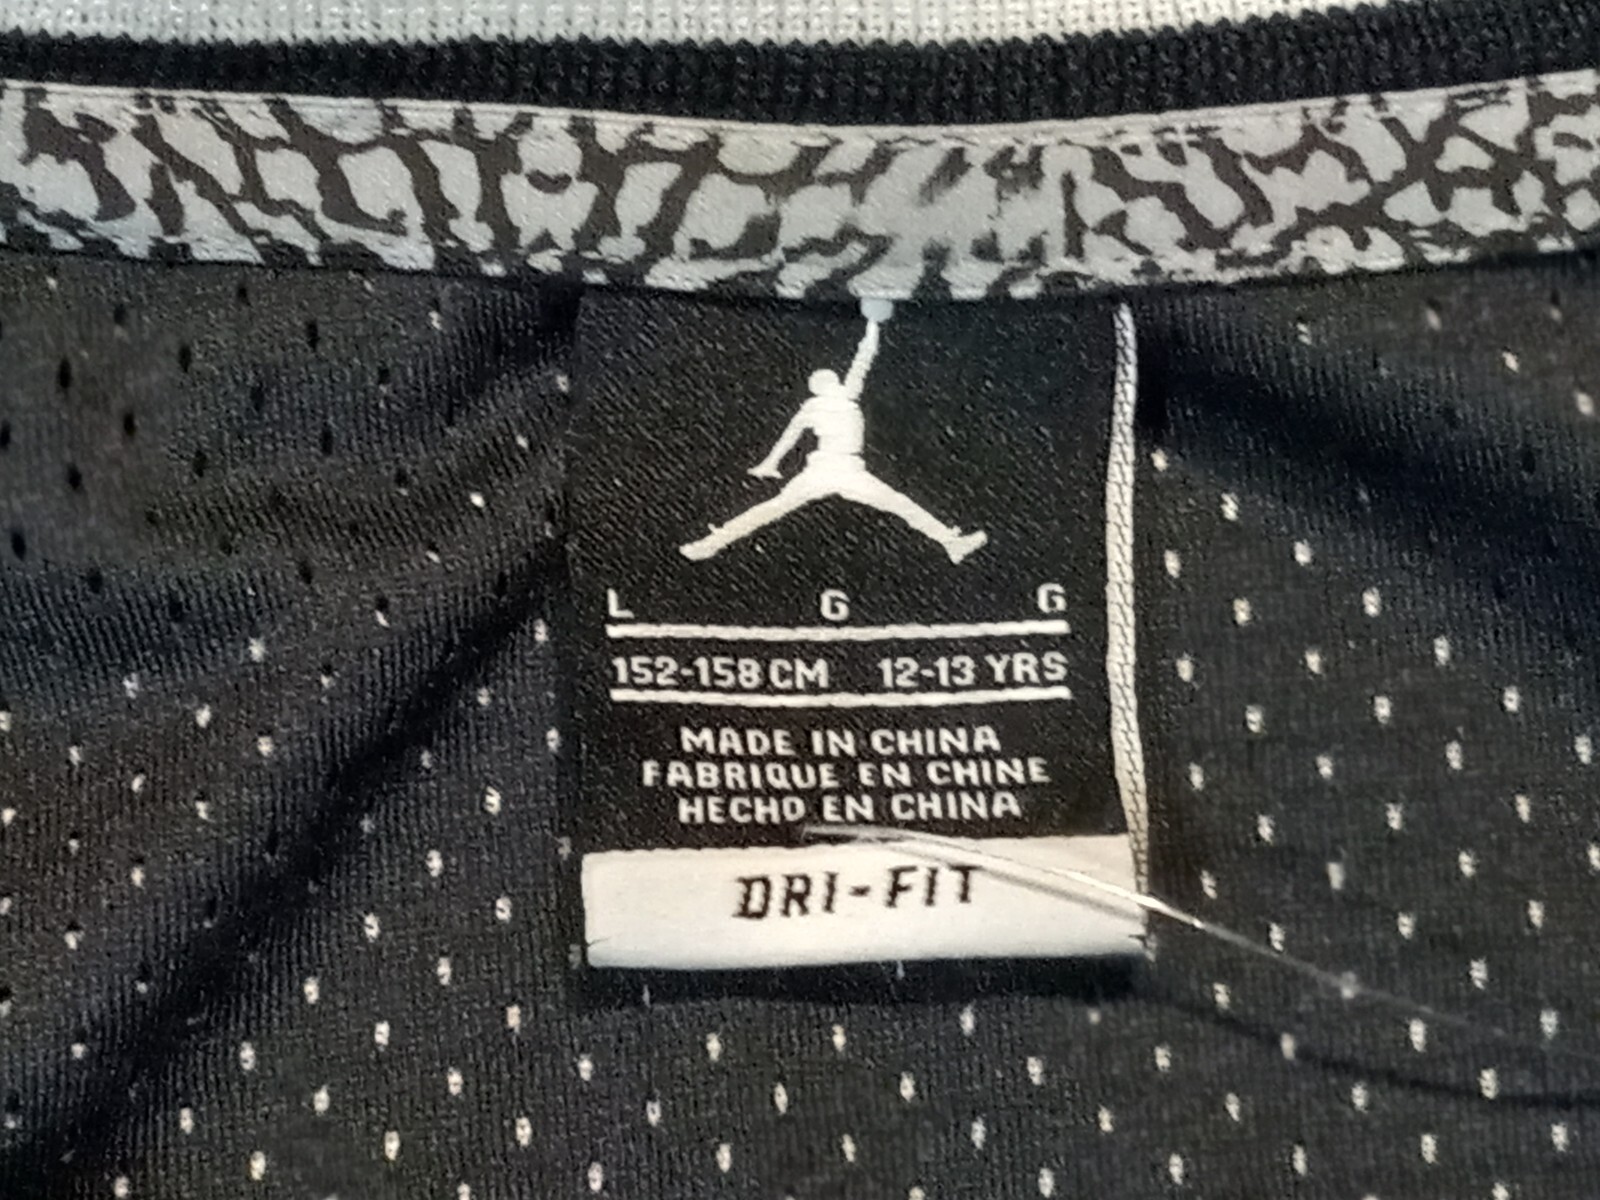 L G G
152-158 CM 12-13 YRS
MADE IN CHINA
FABRIQUE EN CHINE
HECHO EN CHINA
DRI-FIT